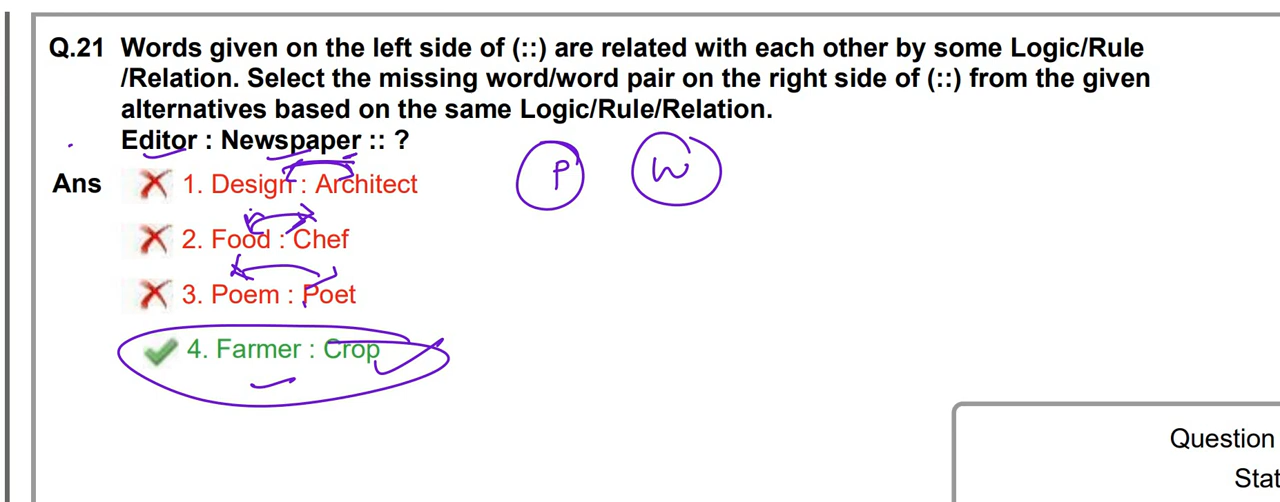 Q.21 Words given on the left side of (::) are related with each other by some Logic/Rule
/Relation. Select the missing word/word pair on the right side of (::) from the given
alternatives based on the same Logic/Rule/Relation.
Editor : Newspaper :: ?
P W
Ans 1. Design : Architect
2. Food : Chef
3. Poem : Poet
4. Farmer : Crop
Question
Stat